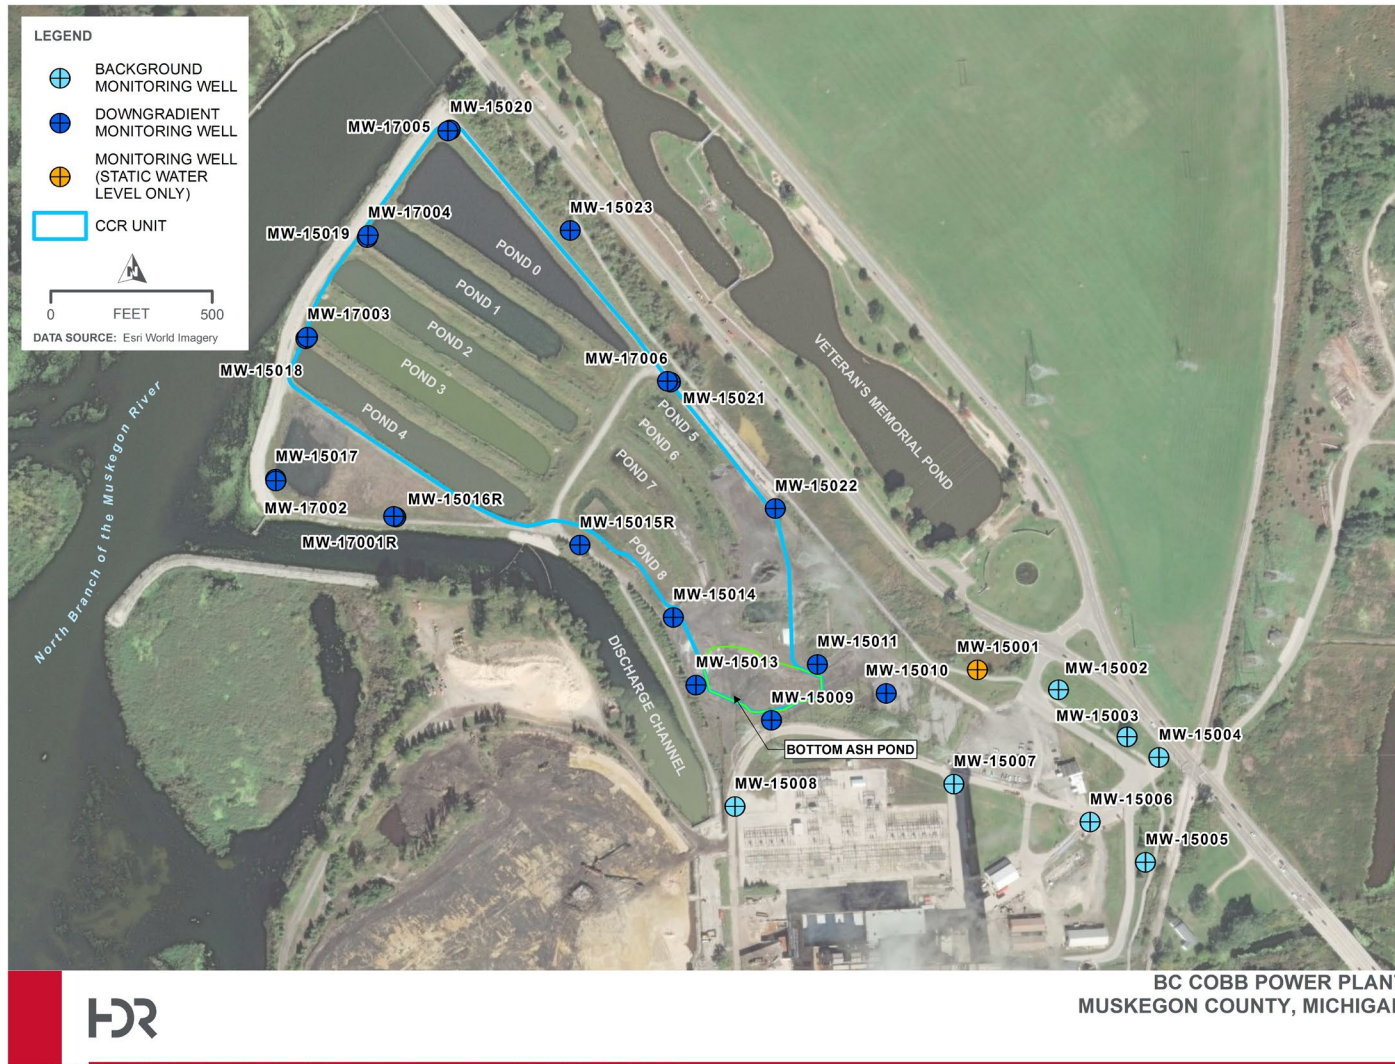 LEGEND
BACKGROUND
MONITORING WELL
DOWNGRADIENT
MONITORING WELL
MONITORING WELL
(STATIC WATER
LEVEL ONLY)
CCR UNIT
N
0 500
FEET
DATA SOURCE: Esri World Imagery
MW-15020
MW-17005
MW-17004
MW-15019
MW-15023
POND 0
POND 1
MW-17003
POND 2
MW-15018
POND 3
MW-17006
MW-15021
VETERAN'S MEMORIAL POND
POND 4
POND 5
POND 6
POND 7
North Branch of the Muskegon River
MW-15017
MW-17002
MW-15016R
MW-17001R
MW-15022
MW-15015R
POND 8
MW-15014
DISCHARGE CHANNEL
MW-15011
MW-15013
MW-15010
MW-15001
MW-15002
MW-15009
MW-15003
MW-15004
BOTTOM ASH POND
MW-15007
MW-15008
MW-15006
MW-15005
HDR
BC COBB POWER PLANT
MUSKEGON COUNTY, MICHIGAN